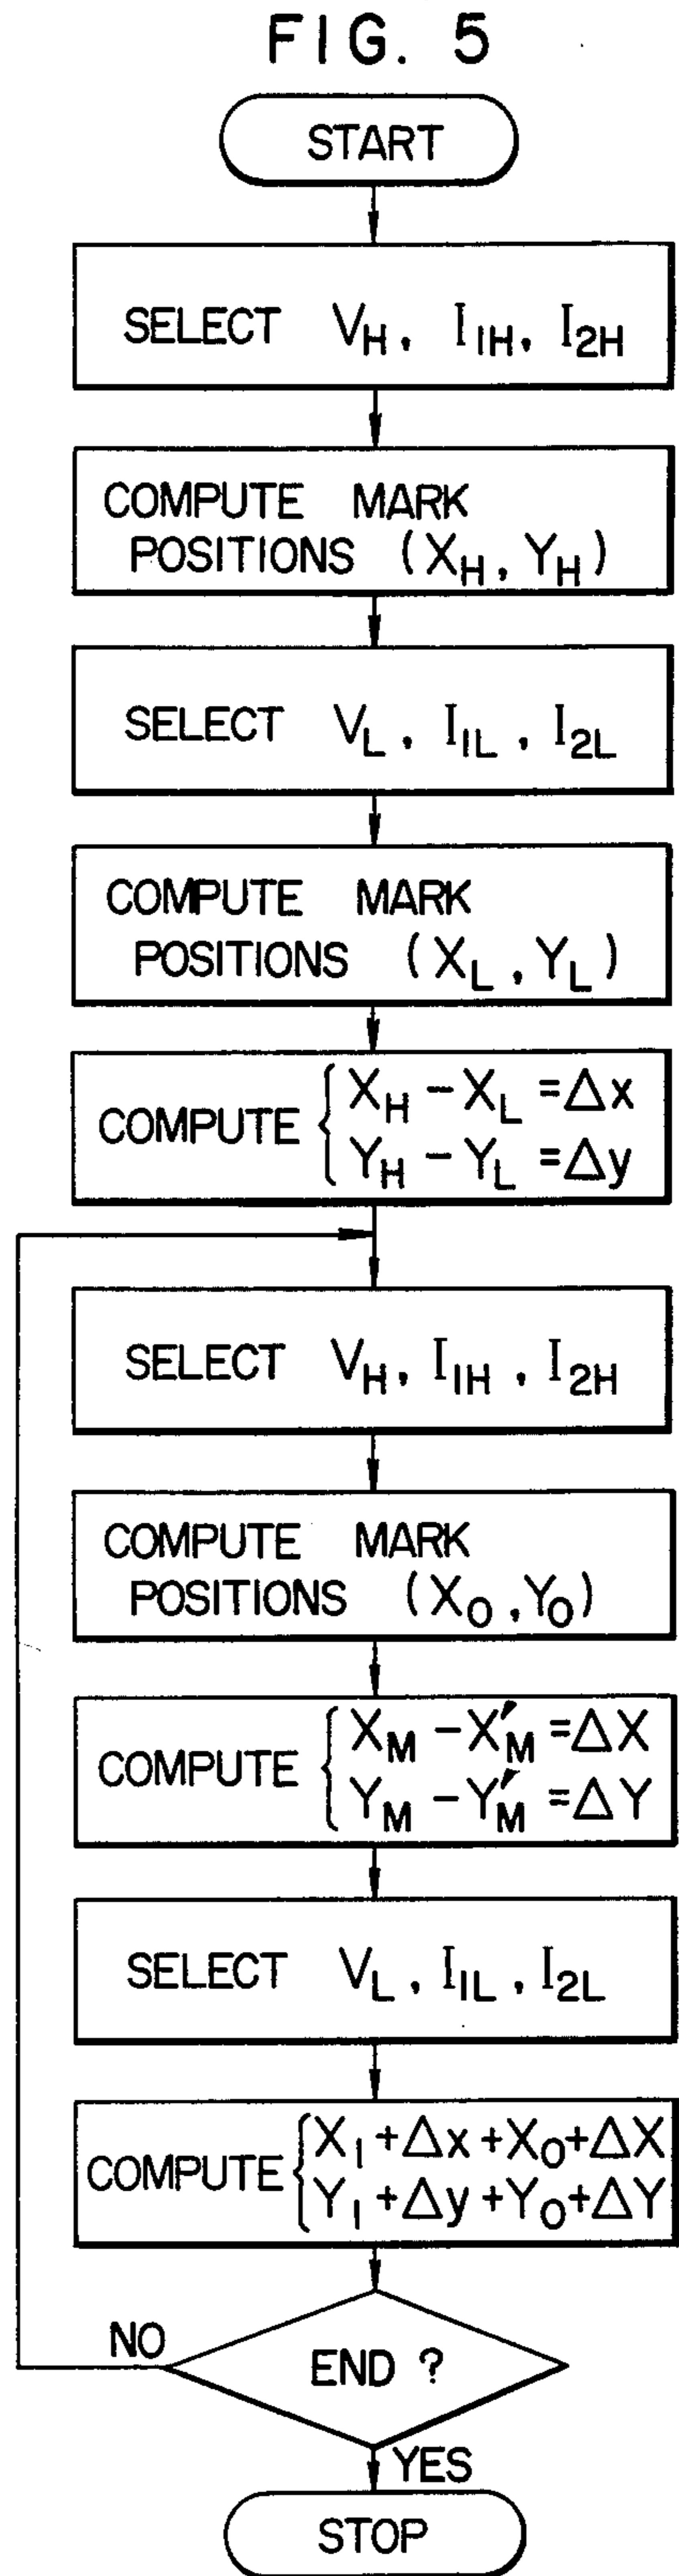 FIG. 5
START
SELECT V_H, I_1H, I_2H
COMPUTE MARK
POSITIONS (X_H, Y_H)
SELECT V_L, I_1L, I_2L
COMPUTE MARK
POSITIONS (X_L, Y_L)
COMPUTE { X_H - X_L = Δx
Y_H - Y_L = Δy
SELECT V_H, I_1H, I_2H
COMPUTE MARK
POSITIONS (X_0, Y_0)
COMPUTE { X_M - X'_M = ΔX
Y_M - Y'_M = ΔY
SELECT V_L, I_1L, I_2L
COMPUTE { X_1 + Δx + X_0 + ΔX
Y_1 + Δy + Y_0 + ΔY
NO
END ?
YES
STOP